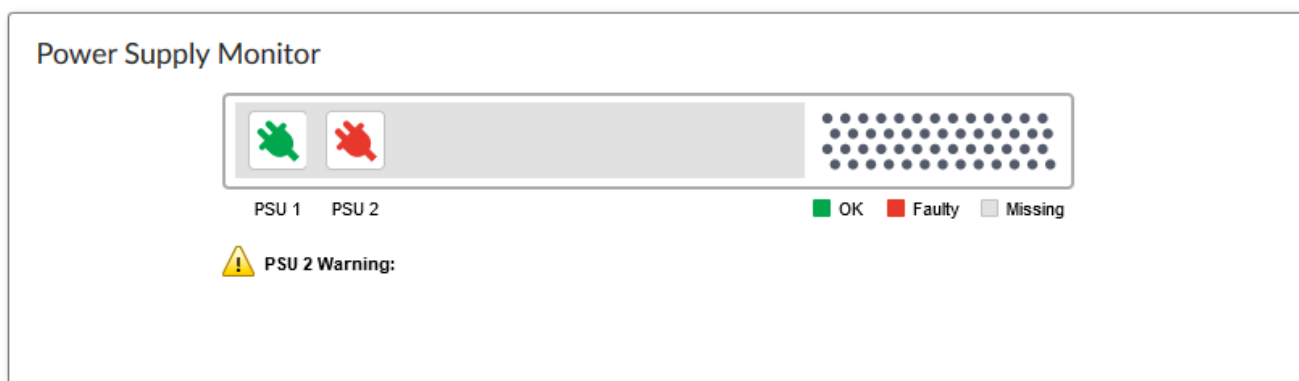 Power Supply Monitor
PSU 1 PSU 2 OK Faulty Missing
PSU 2 Warning: